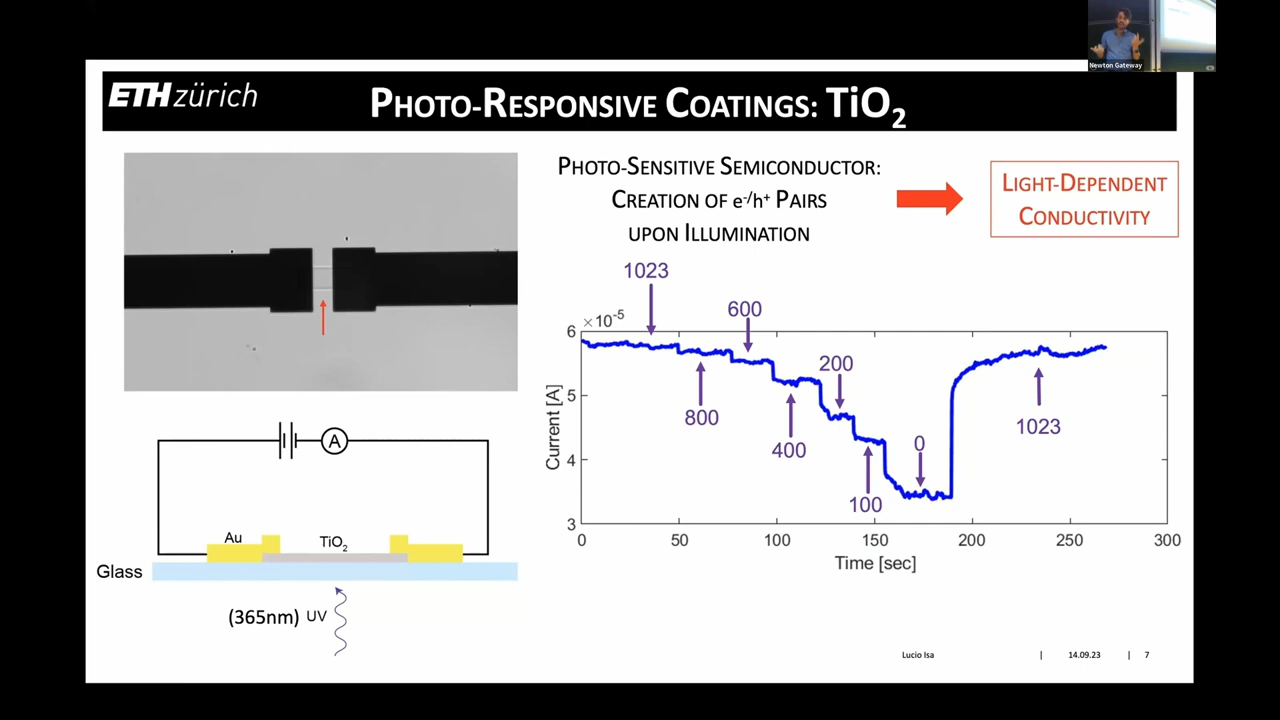 Newton Gateway
ETH zürich
PHOTO-RESPONSIVE COATINGS: TiO₂
PHOTO-SENSITIVE SEMICONDUCTOR:
CREATION OF e⁻/h⁺ PAIRS
UPON ILLUMINATION
LIGHT-DEPENDENT
CONDUCTIVITY
A
Au
TiO₂
Glass
(365nm) UV
1023
600
×10⁻⁵
200
800
400
0
1023
100
6
5
4
3
Current [A]
0
50
100
150
200
250
300
Time [sec]
Lucio Isa | 14.09.23 | 7